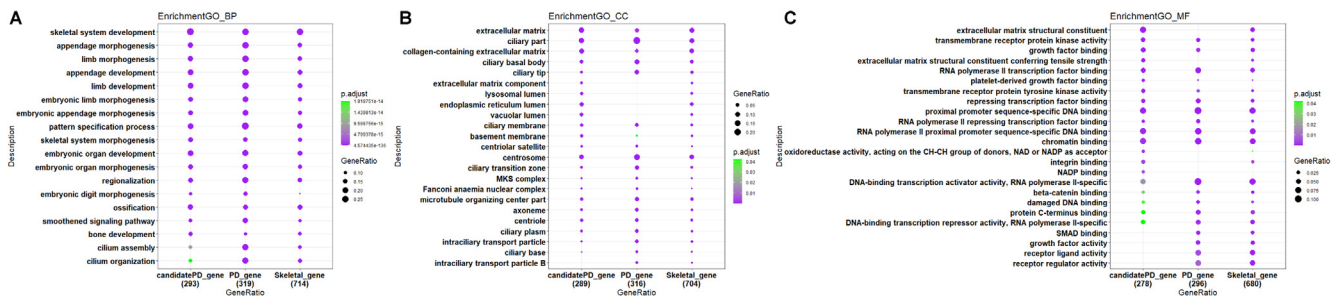 A
EnrichmentGO_BP
Description
skeletal system development
appendage morphogenesis
limb morphogenesis
appendage development
limb development
embryonic limb morphogenesis
embryonic appendage morphogenesis
pattern specification process
skeletal system morphogenesis
embryonic organ development
embryonic organ morphogenesis
regionalization
embryonic digit morphogenesis
ossification
smoothened signaling pathway
bone development
cilium assembly
cilium organization
candidatePD_gene PD_gene Skeletal_gene
(293) (319) (714)
GeneRatio
p.adjust
GeneRatio
0.10
0.15
0.20
0.25
B
EnrichmentGO_CC
Description
extracellular matrix
ciliary part
collagen-containing extracellular matrix
ciliary basal body
ciliary tip
extracellular matrix component
lysosomal lumen
endoplasmic reticulum lumen
vacuolar lumen
ciliary membrane
basement membrane
centriolar satellite
centrosome
ciliary transition zone
MKS complex
Fanconi anaemia nuclear complex
microtubule organizing center part
axoneme
centriole
ciliary plasm
intraciliary transport particle
ciliary base
intraciliary transport particle B
candidatePD_gene PD_gene Skeletal_gene
(289) (316) (704)
GeneRatio
GeneRatio
0.05
0.10
0.15
0.20
p.adjust
0.04
0.03
0.02
0.01
C
EnrichmentGO_MF
Description
extracellular matrix structural constituent
transmembrane receptor protein kinase activity
growth factor binding
extracellular matrix structural constituent conferring tensile strength
RNA polymerase II transcription factor binding
platelet-derived growth factor binding
transmembrane receptor protein tyrosine kinase activity
repressing transcription factor binding
proximal promoter sequence-specific DNA binding
RNA polymerase II repressing transcription factor binding
RNA polymerase II proximal promoter sequence-specific DNA binding
chromatin binding
oxidoreductase activity, acting on the CH-CH group of donors, NAD or NADP as acceptor
integrin binding
NADP binding
DNA-binding transcription activator activity, RNA polymerase II-specific
beta-catenin binding
damaged DNA binding
protein C-terminus binding
DNA-binding transcription repressor activity, RNA polymerase II-specific
SMAD binding
growth factor activity
receptor ligand activity
receptor regulator activity
candidatePD_gene PD_gene Skeletal_gene
(278) (296) (680)
GeneRatio
p.adjust
0.04
0.03
0.02
0.01
GeneRatio
0.025
0.050
0.075
0.100